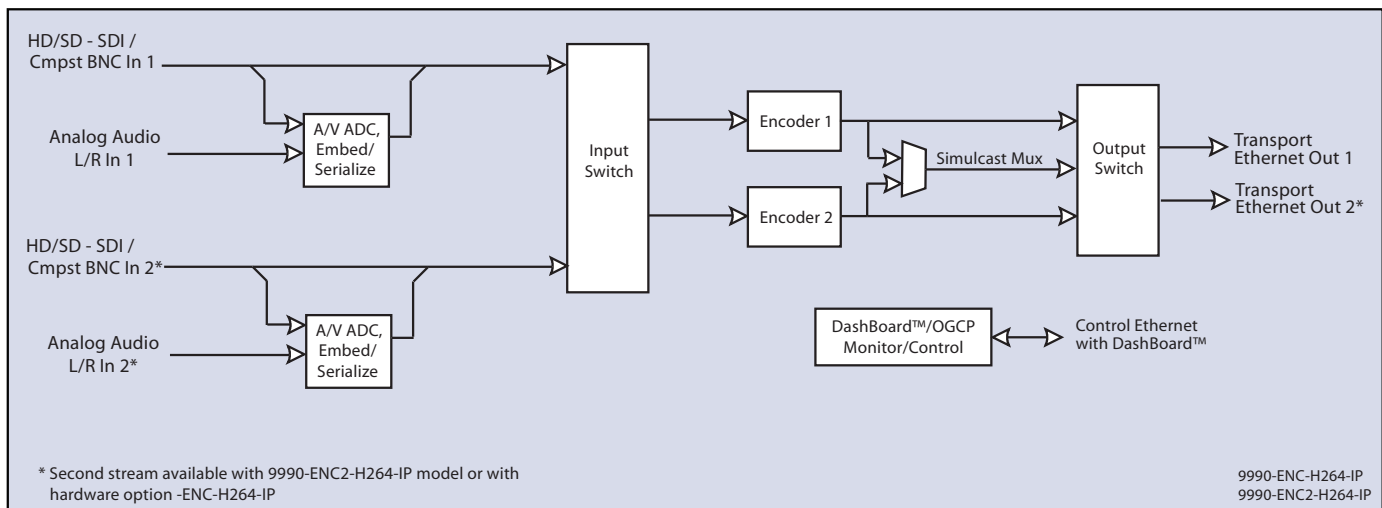 HD/SD - SDI /
Cmpst BNC In 1
Analog Audio
L/R In 1
A/V ADC,
Embed/
Serialize
HD/SD - SDI /
Cmpst BNC In 2*
Analog Audio
L/R In 2*
A/V ADC,
Embed/
Serialize
Input
Switch
Encoder 1
Encoder 2
Simulcast Mux
Output
Switch
Transport
Ethernet Out 1
Transport
Ethernet Out 2*
DashBoard™/OGCP
Monitor/Control
Control Ethernet
with DashBoard™
* Second stream available with 9990-ENC2-H264-IP model or with
hardware option -ENC-H264-IP
9990-ENC-H264-IP
9990-ENC2-H264-IP